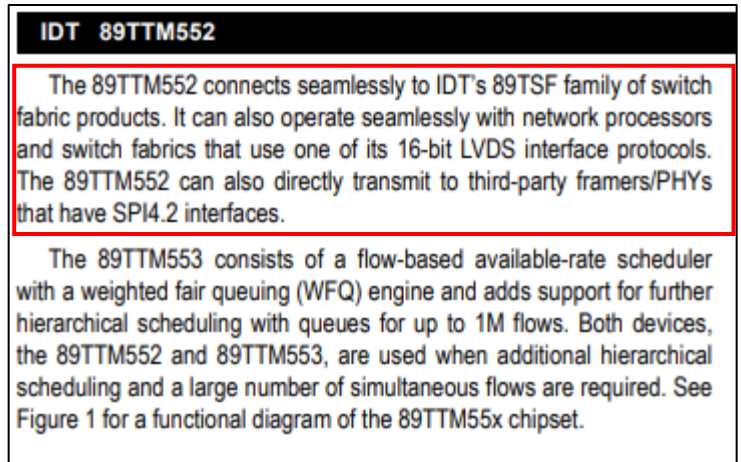 IDT 89TTM552
The 89TTM552 connects seamlessly to IDT's 89TSF family of switch
fabric products. It can also operate seamlessly with network processors
and switch fabrics that use one of its 16-bit LVDS interface protocols.
The 89TTM552 can also directly transmit to third-party framers/PHYs
that have SPI4.2 interfaces.
The 89TTM553 consists of a flow-based available-rate scheduler
with a weighted fair queuing (WFQ) engine and adds support for further
hierarchical scheduling with queues for up to 1M flows. Both devices,
the 89TTM552 and 89TTM553, are used when additional hierarchical
scheduling and a large number of simultaneous flows are required. See
Figure 1 for a functional diagram of the 89TTM55x chipset.